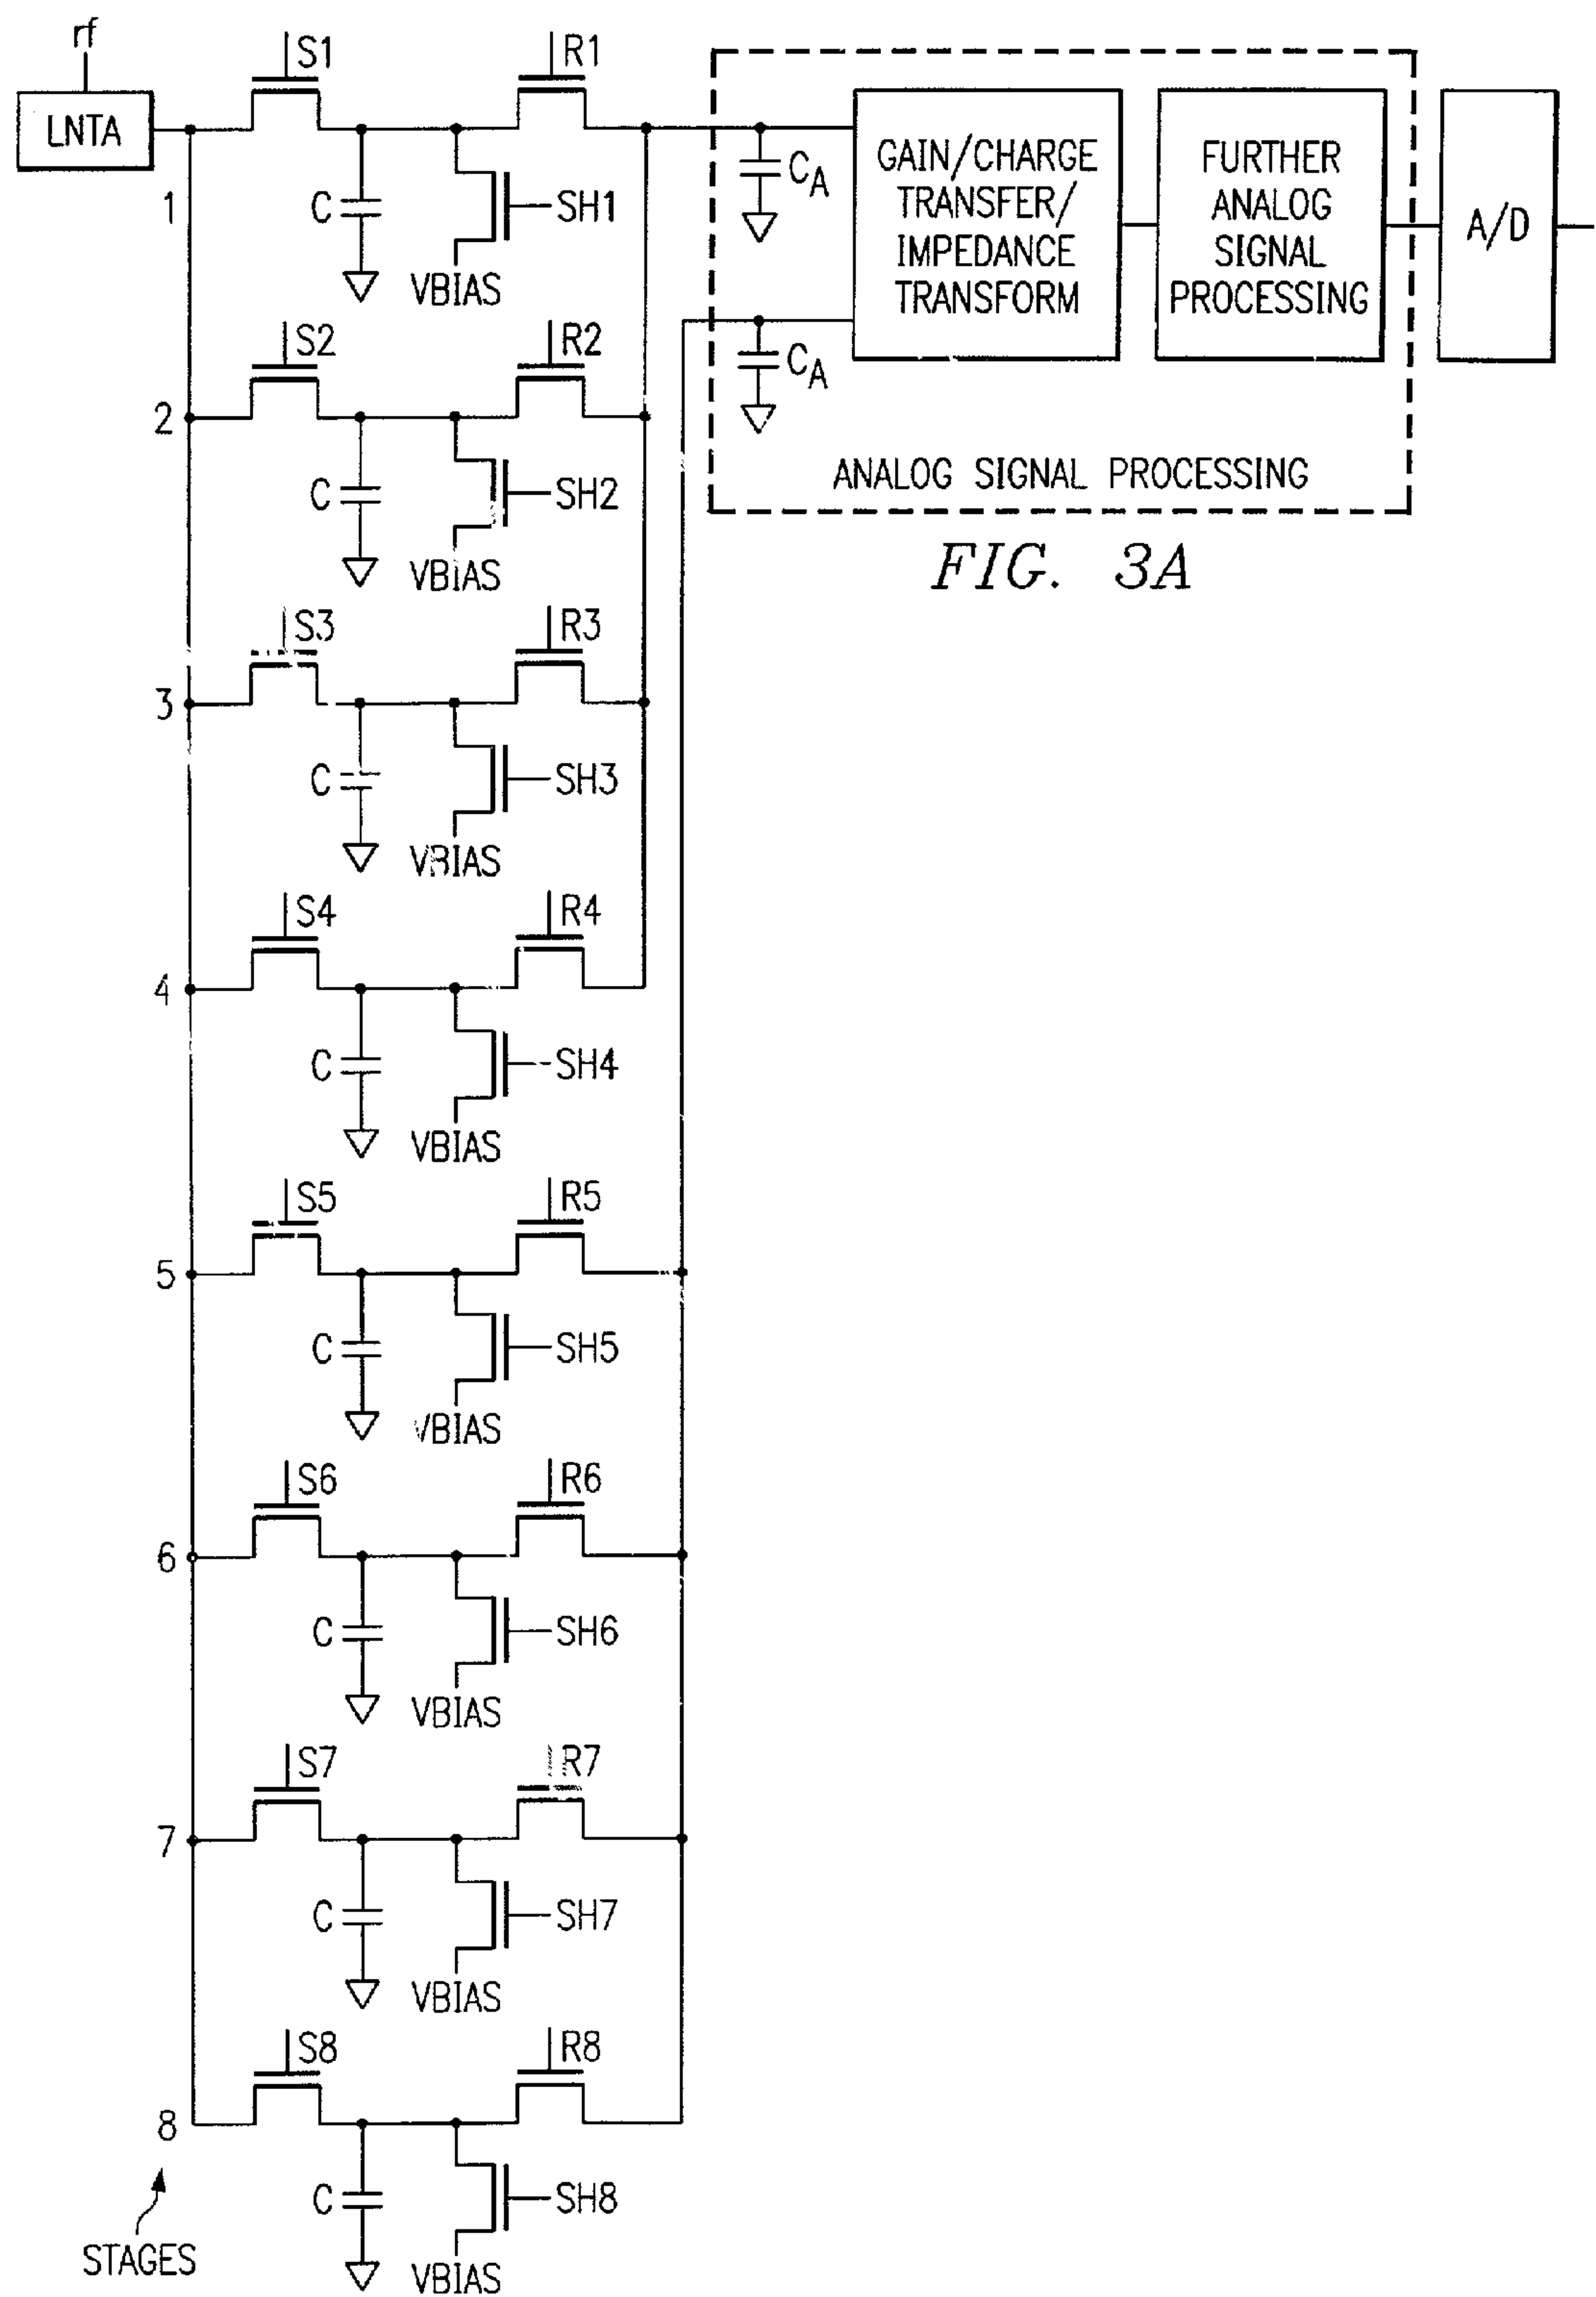 rf
LNTA
S1
R1
1
C
SH1
VBIAS
C_A
GAIN/CHARGE
TRANSFER/
IMPEDANCE
TRANSFORM
FURTHER
ANALOG
SIGNAL
PROCESSING
A/D
C_A
ANALOG SIGNAL PROCESSING
FIG. 3A
S2
R2
2
C
SH2
VBIAS
S3
R3
3
C
SH3
VBIAS
S4
R4
4
C
SH4
VBIAS
S5
R5
5
C
SH5
VBIAS
S6
R6
6
C
SH6
VBIAS
S7
R7
7
C
SH7
VBIAS
S8
R8
8
C
SH8
VBIAS
STAGES